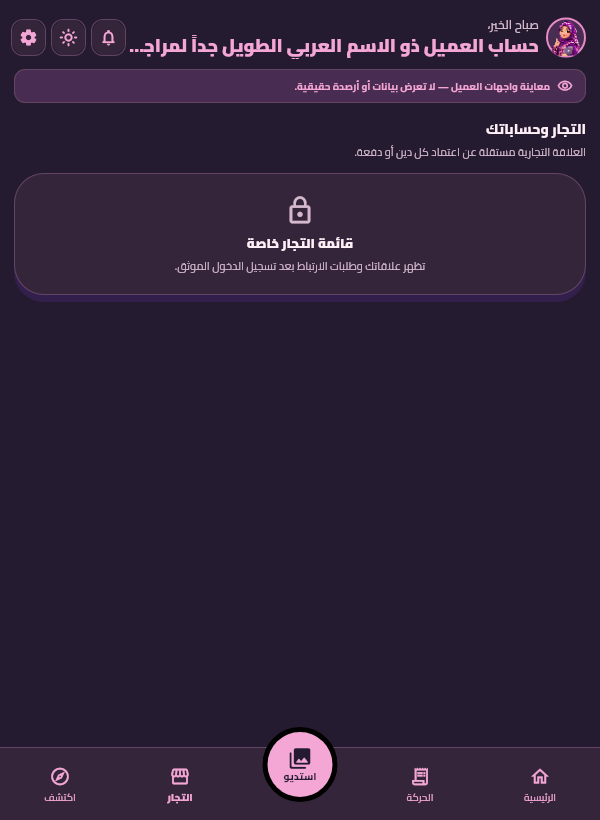 صباح الخير،
حساب العميل ذو الاسم العربي الطويل جداً لمراجـ...
معاينة واجهات العميل — لا تعرض بيانات أو أرصدة حقيقية.
التجار وحساباتك
العلاقة التجارية مستقلة عن اعتماد كل دين أو دفعة.
قائمة التجار خاصة
تظهر علاقاتك وطلبات الارتباط بعد تسجيل الدخول الموثق.
الرئيسية
الحركة
استديو
التجار
اكتشف